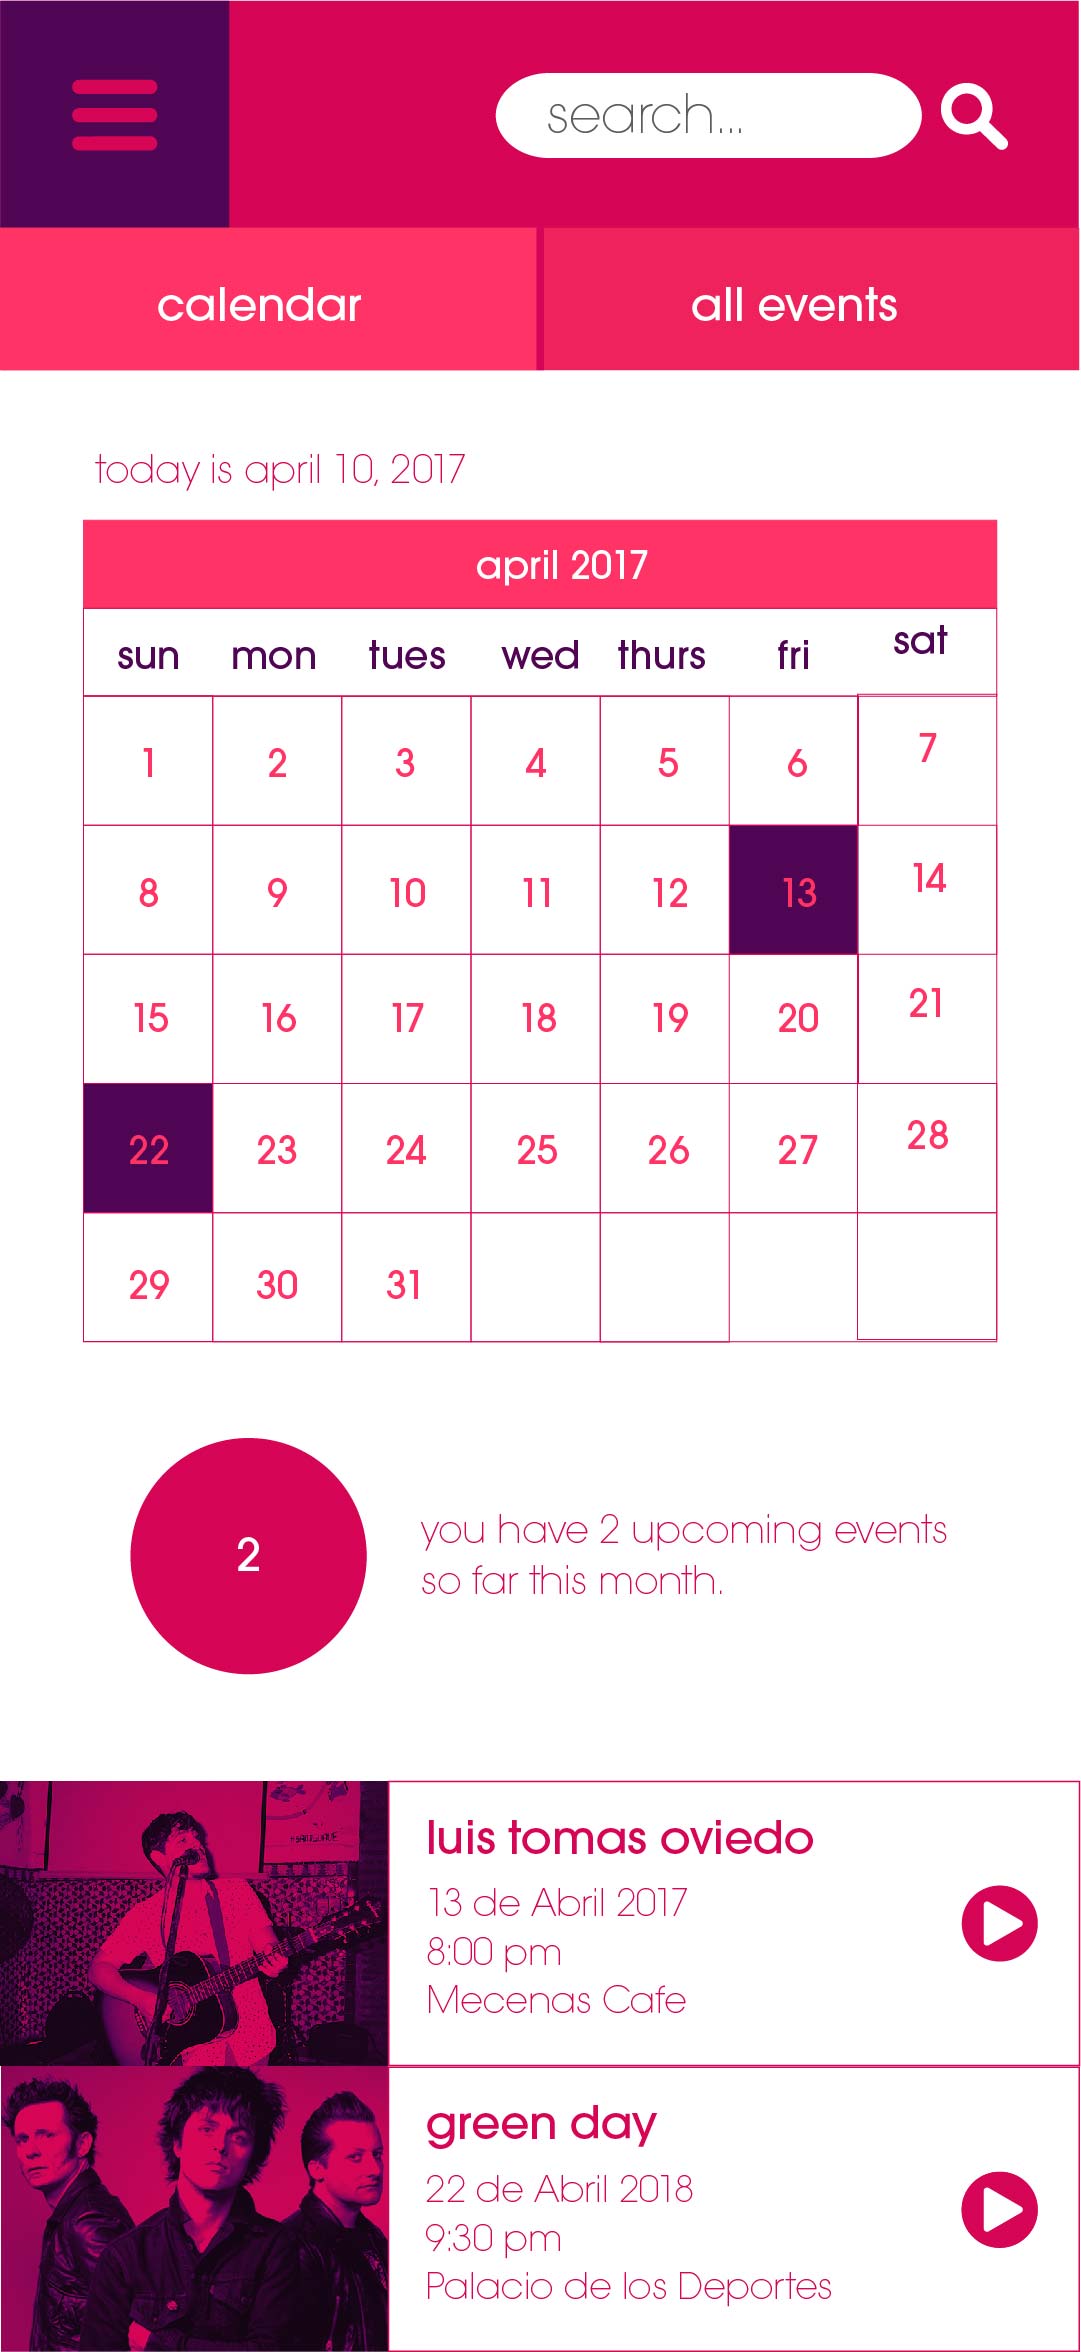 search...
calendar
all events
today is april 10, 2017
april 2017
sun mon tues wed thurs fri sat
1 2 3 4 5 6 7
8 9 10 11 12 13 14
15 16 17 18 19 20 21
22 23 24 25 26 27 28
29 30 31
2
you have 2 upcoming events
so far this month.
luis tomas oviedo
13 de Abril 2017
8:00 pm
Mecenas Cafe
green day
22 de Abril 2018
9:30 pm
Palacio de los Deportes